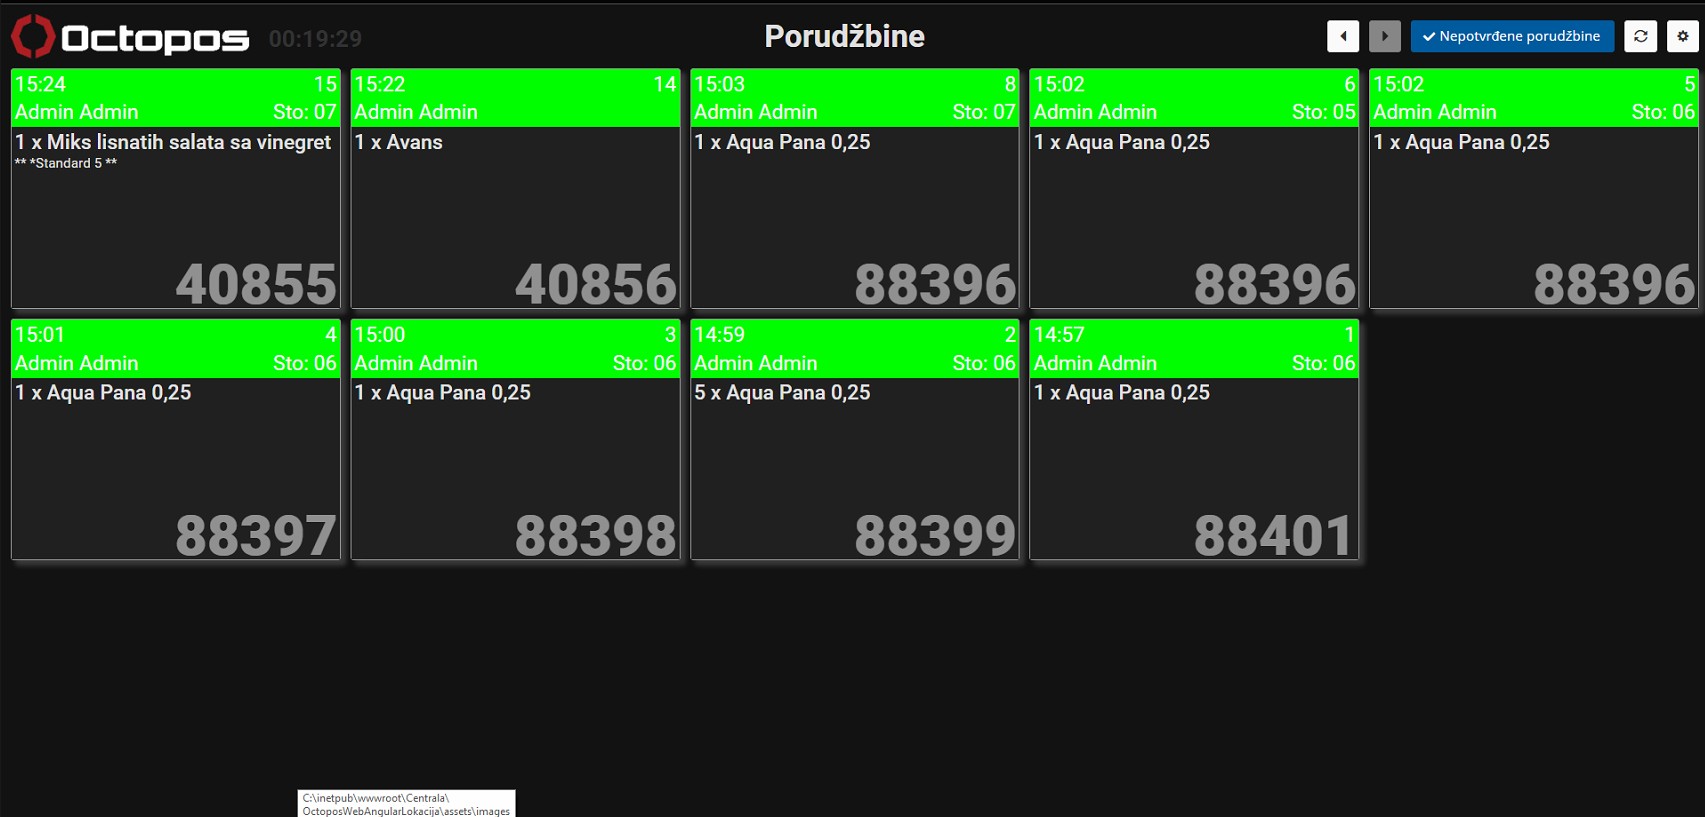 Octopos 00:19:29 Porudžbine Nepotvrđene porudžbine
15:24 15
Admin Admin Sto: 07
1 x Miks lisnatih salata sa vinegret
** *Standard 5 **
40855
15:22 14
Admin Admin
1 x Avans
40856
15:03 8
Admin Admin Sto: 07
1 x Aqua Pana 0,25
88396
15:02 6
Admin Admin Sto: 05
1 x Aqua Pana 0,25
88396
15:02 5
Admin Admin Sto: 06
1 x Aqua Pana 0,25
88396
15:01 4
Admin Admin Sto: 06
1 x Aqua Pana 0,25
88397
15:00 3
Admin Admin Sto: 06
1 x Aqua Pana 0,25
88398
14:59 2
Admin Admin Sto: 06
5 x Aqua Pana 0,25
88399
14:57 1
Admin Admin Sto: 06
1 x Aqua Pana 0,25
88401
C:\inetpub\wwwroot\Centrala\
OctoposWebAngularLokacija\assets\images